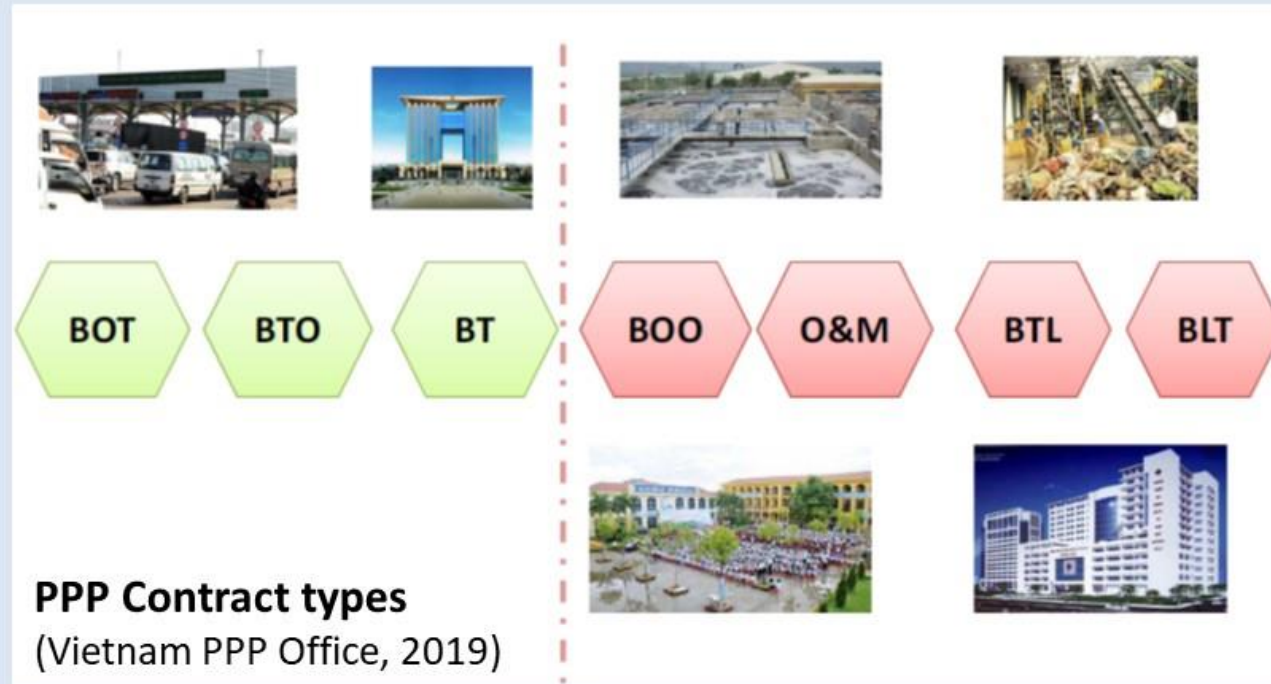 BOT
BTO
BT
BOO
O&M
BTL
BLT
PPP Contract types
(Vietnam PPP Office, 2019)